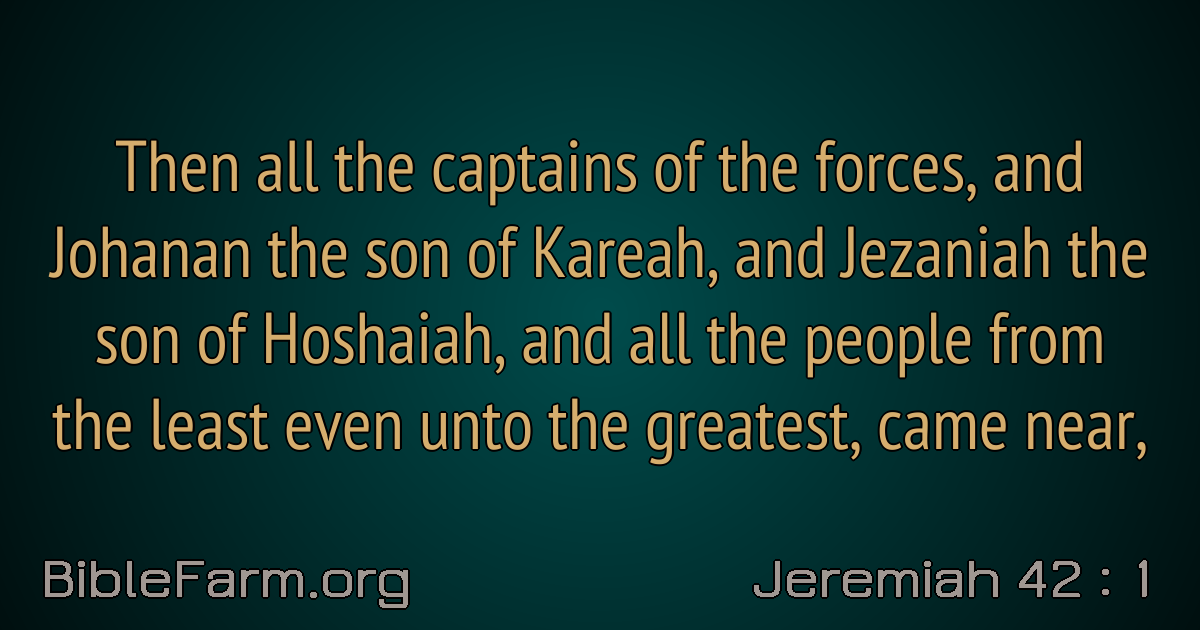 Then all the captains of the forces, and
Johanan the son of Kareah, and Jezaniah the
son of Hoshaiah, and all the people from
the least even unto the greatest, came near,
BibleFarm.org
Jeremiah 42 : 1